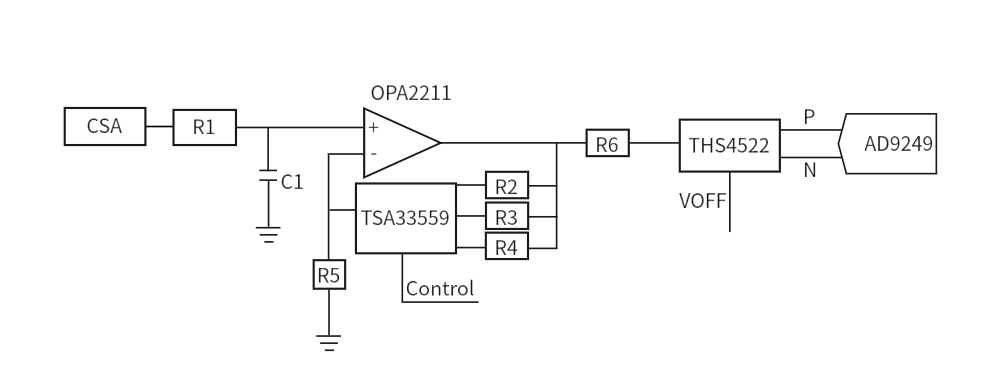 OPA2211
CSA
R1
+
-
C1
TSA33559
R2
R3
R4
R5
Control
R6
THS4522
VOFF
P
N
AD9249